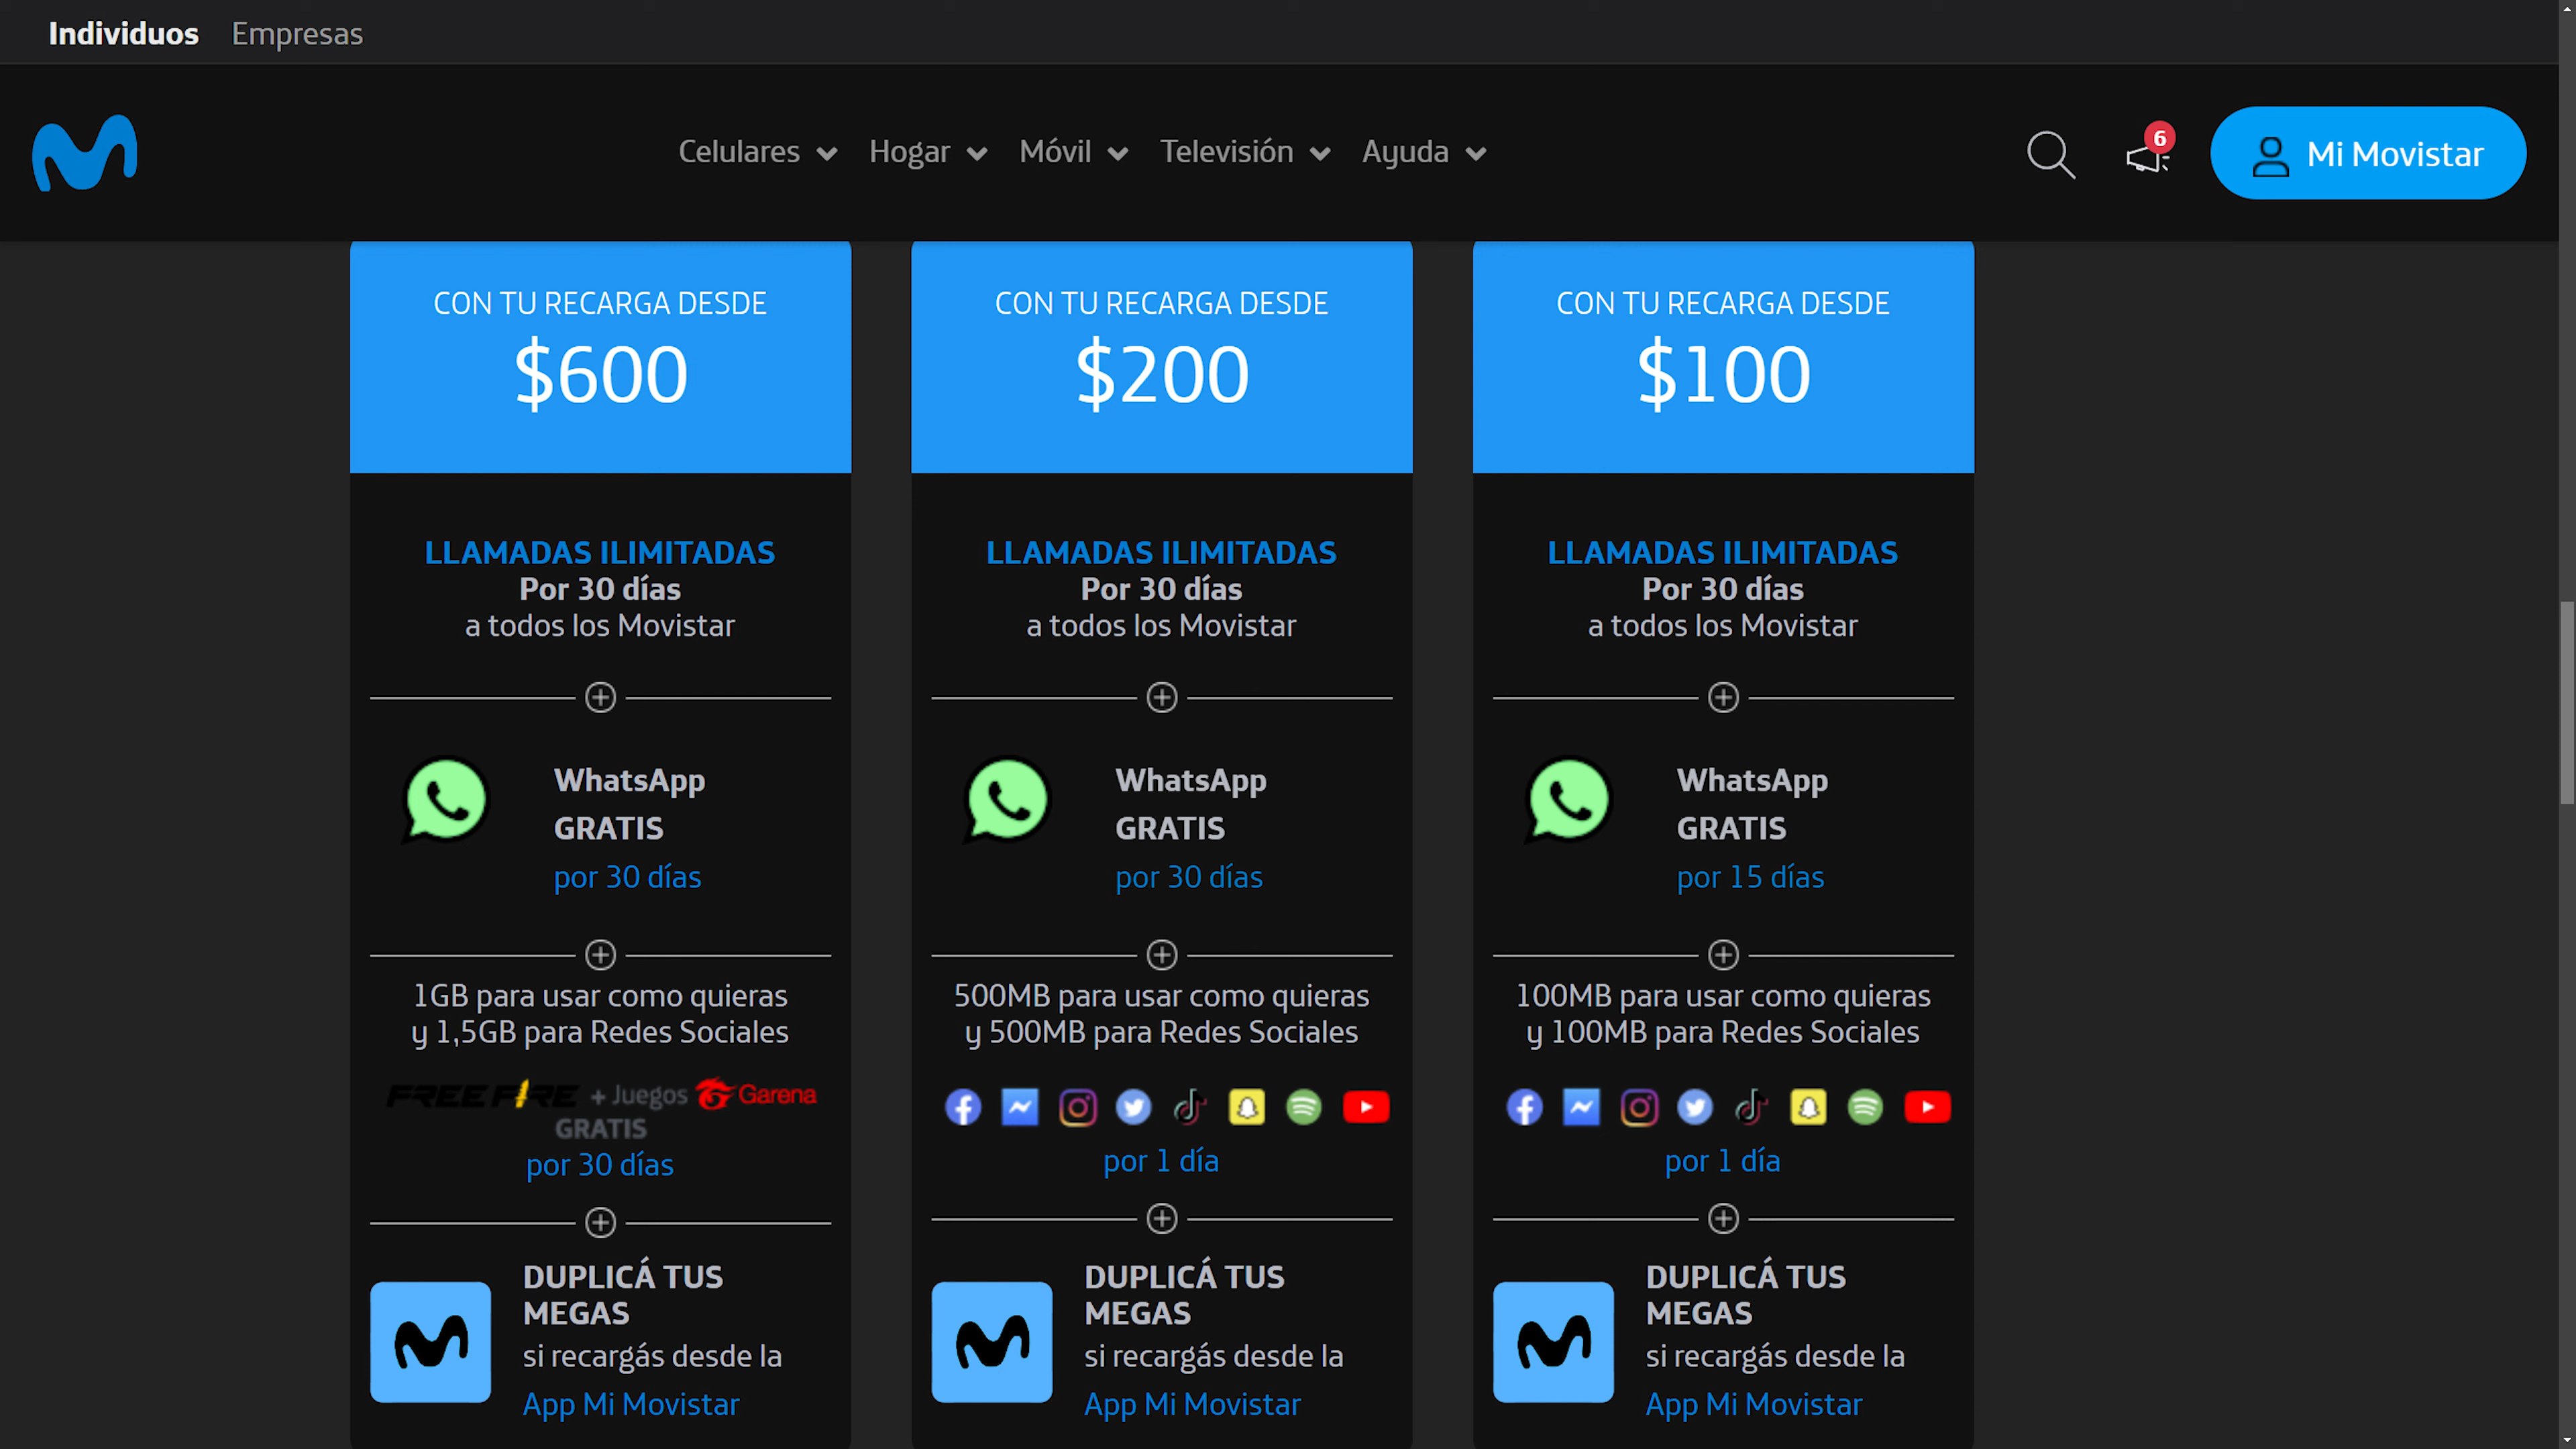 Individuos Empresas
Celulares Hogar Móvil Televisión Ayuda 6 Mi Movistar
CON TU RECARGA DESDE
$600
LLAMADAS ILIMITADAS
Por 30 días
a todos los Movistar
WhatsApp
GRATIS
por 30 días
1GB para usar como quieras
y 1,5GB para Redes Sociales
FREE FIRE + Juegos Garena
GRATIS
por 30 días
DUPLICÁ TUS
MEGAS
si recargás desde la
App Mi Movistar
CON TU RECARGA DESDE
$200
LLAMADAS ILIMITADAS
Por 30 días
a todos los Movistar
WhatsApp
GRATIS
por 30 días
500MB para usar como quieras
y 500MB para Redes Sociales
por 1 día
DUPLICÁ TUS
MEGAS
si recargás desde la
App Mi Movistar
CON TU RECARGA DESDE
$100
LLAMADAS ILIMITADAS
Por 30 días
a todos los Movistar
WhatsApp
GRATIS
por 15 días
100MB para usar como quieras
y 100MB para Redes Sociales
por 1 día
DUPLICÁ TUS
MEGAS
si recargás desde la
App Mi Movistar